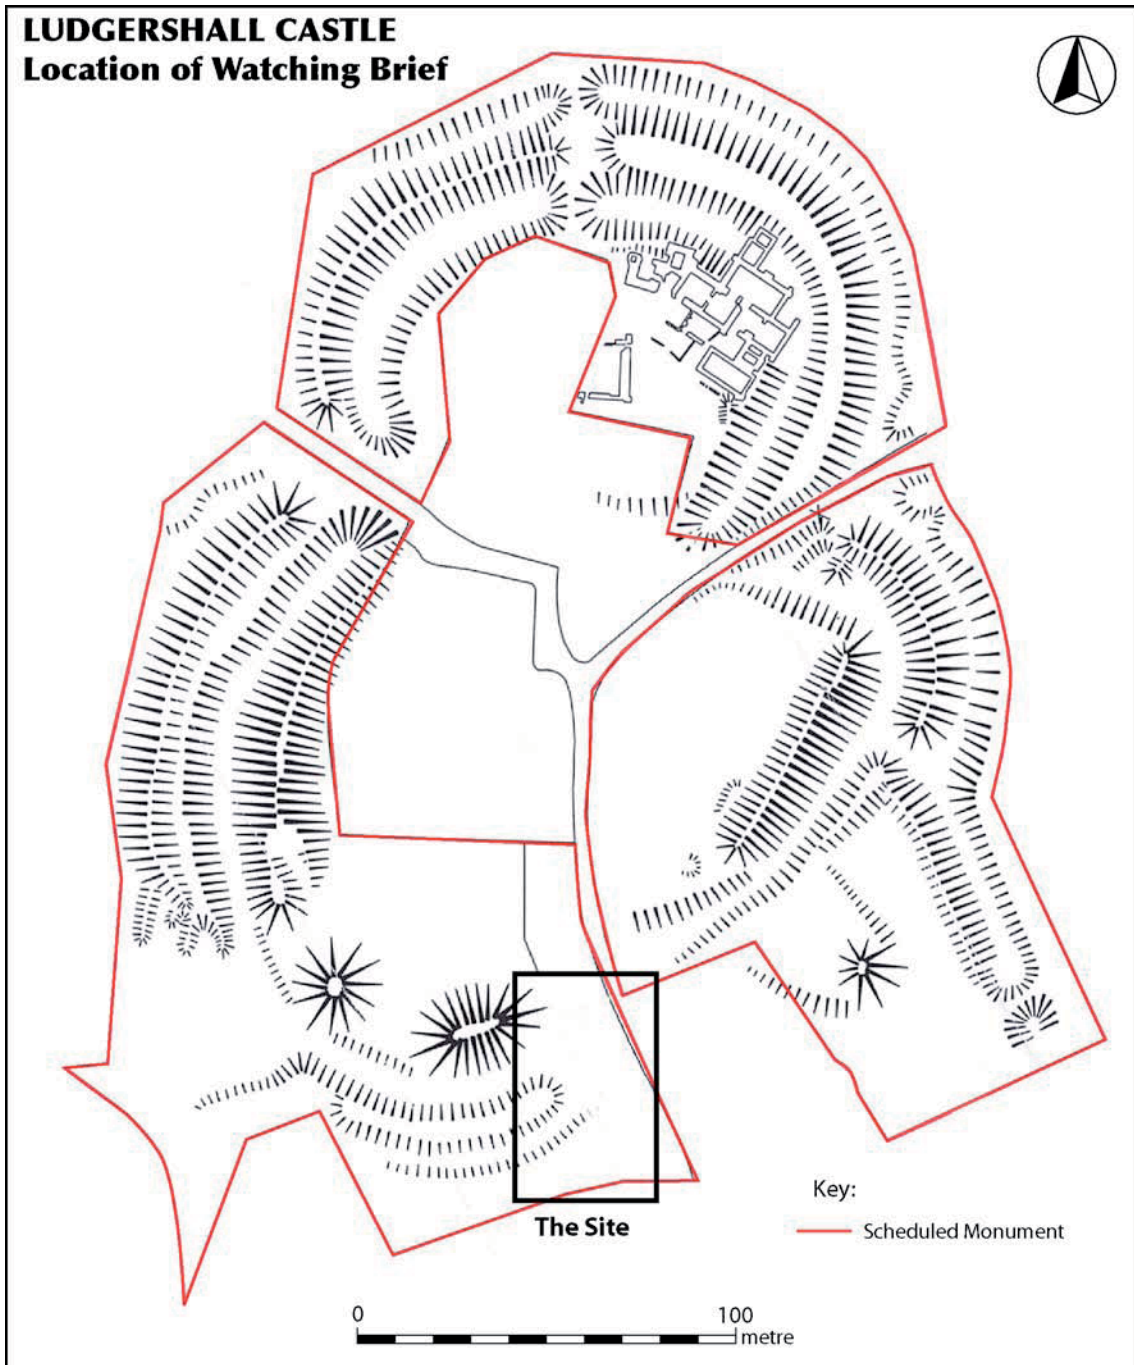 LUDGERSHALL CASTLE
Location of Watching Brief
The Site
Key:
Scheduled Monument
0 100
metre